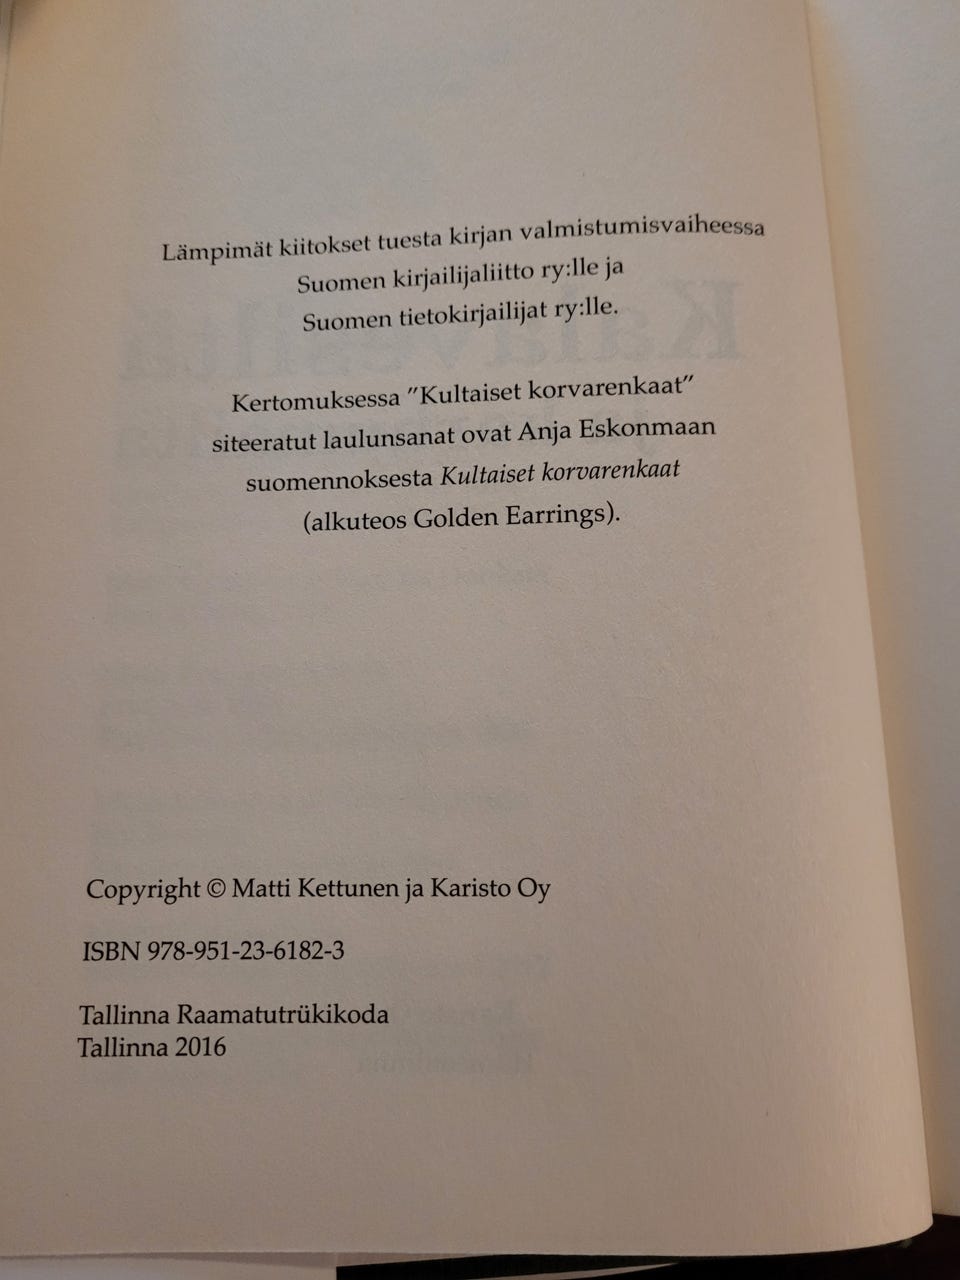 Lämpimät kiitokset tuesta kirjan valmistumisvaiheessa
Suomen kirjailijaliitto ry:lle ja
Suomen tietokirjailijat ry:lle.
Kertomuksessa ”Kultaiset korvarenkaat”
siteeratut laulunsanat ovat Anja Eskonmaan
suomennoksesta Kultaiset korvarenkaat
(alkuteos Golden Earrings).
Copyright © Matti Kettunen ja Karisto Oy
ISBN 978-951-23-6182-3
Tallinna Raamatutrükikoda
Tallinna 2016